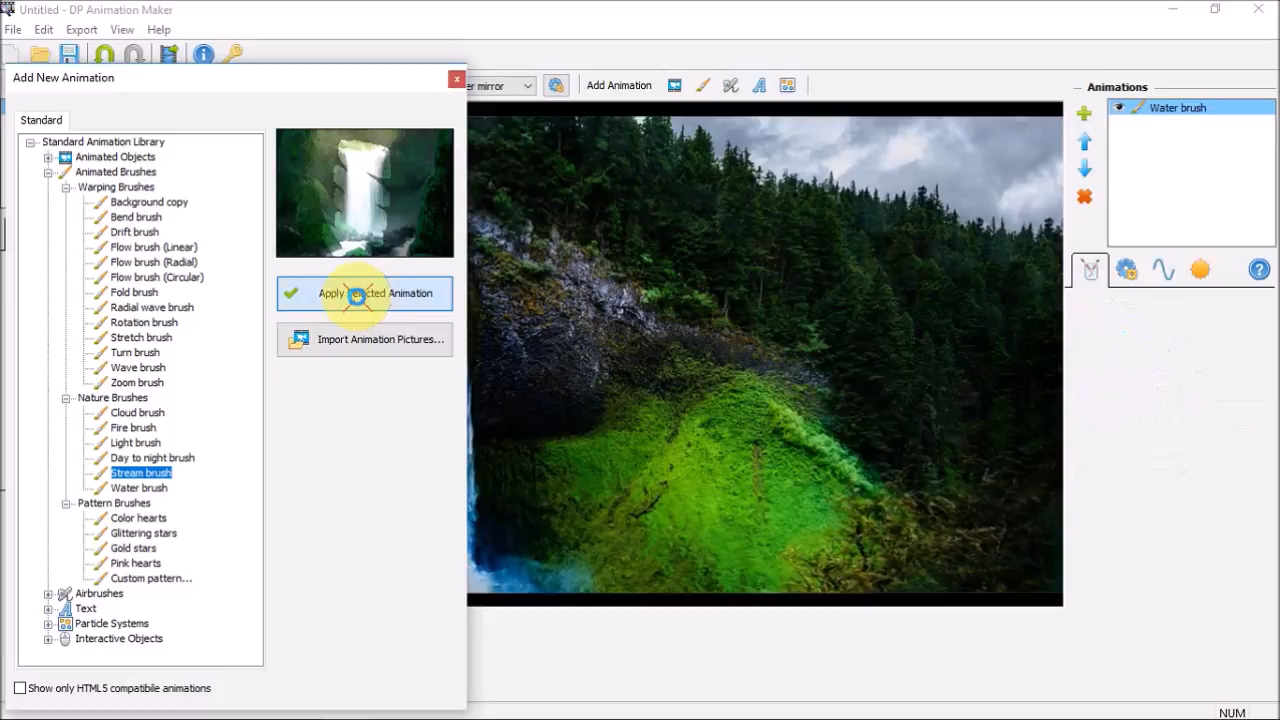 Untitled - DP Animation Maker
File Edit Export View Help
Add New Animation
er mirror
Add Animation
Animations
Water brush
Standard
Standard Animation Library
Animated Objects
Animated Brushes
Warping Brushes
Background copy
Bend brush
Drift brush
Flow brush (Linear)
Flow brush (Radial)
Flow brush (Circular)
Fold brush
Radial wave brush
Rotation brush
Stretch brush
Turn brush
Wave brush
Zoom brush
Nature Brushes
Cloud brush
Fire brush
Light brush
Day to night brush
Stream brush
Water brush
Pattern Brushes
Color hearts
Glittering stars
Gold stars
Pink hearts
Custom pattern...
Airbrushes
Text
Particle Systems
Interactive Objects
Apply Selected Animation
Import Animation Pictures...
Show only HTML5 compatibile animations
NUM